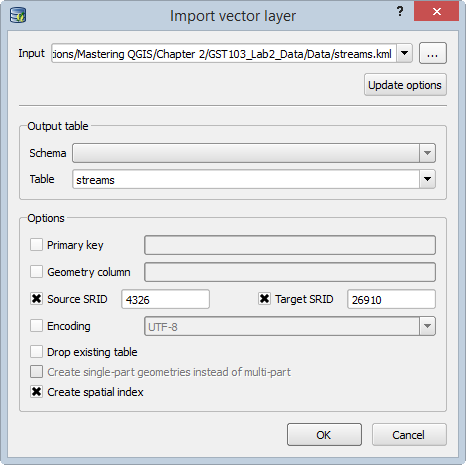 Import vector layer
?
Input
tions/Mastering QGIS/Chapter 2/GST103_Lab2_Data/Data/streams.kml
...
Update options
Output table
Schema
Table streams
Options
Primary key
Geometry column
Source SRID 4326 Target SRID 26910
Encoding UTF-8
Drop existing table
Create single-part geometries instead of multi-part
Create spatial index
OK Cancel